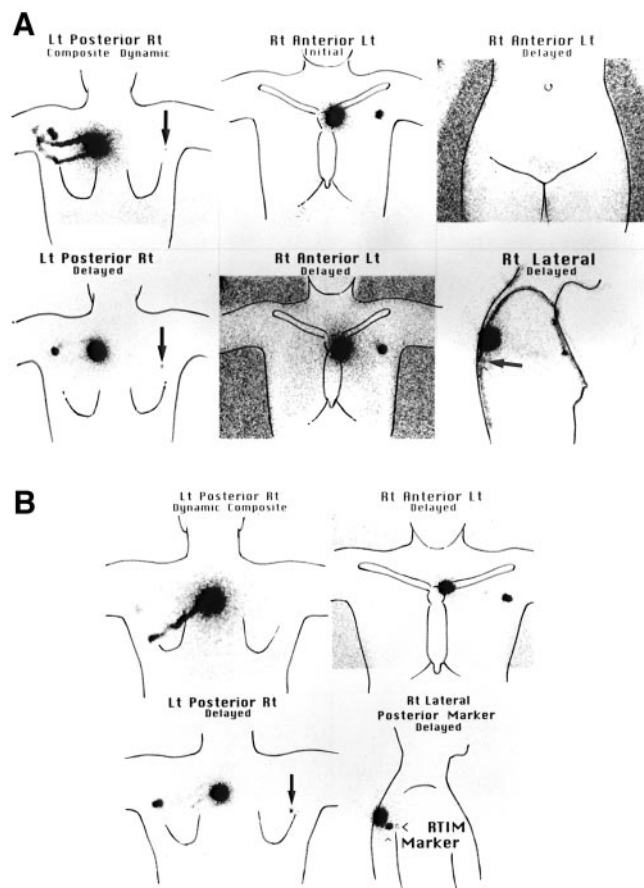 A
Lt Posterior Rt
Composite Dynamic
Rt Anterior Lt
Initial
Rt Anterior Lt
Delayed
Lt Posterior Rt
Delayed
Rt Anterior Lt
Delayed
Rt Lateral
Delayed
B
Lt Posterior Rt
Dynamic Composite
Rt Anterior Lt
Delayed
Lt Posterior Rt
Delayed
Rt Lateral
Posterior Marker
Delayed
< RTIM
^ Marker